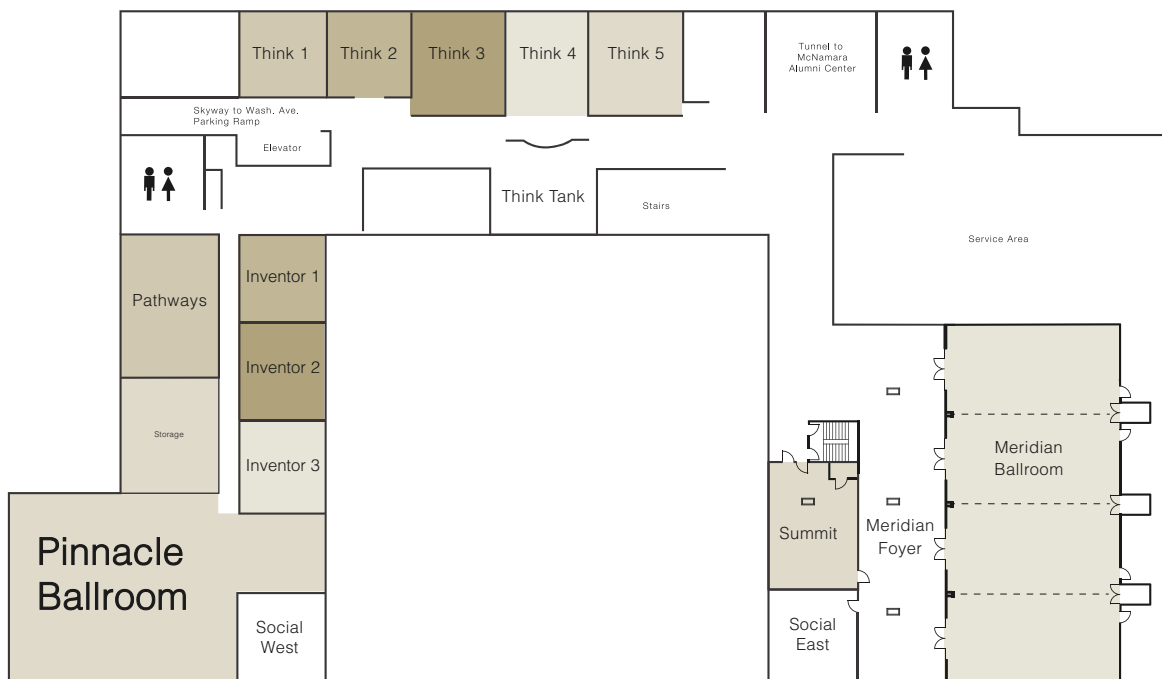 Think 1
Think 2
Think 3
Think 4
Think 5
Tunnel to
McNamara
Alumni Center
Skyway to Wash. Ave.
Parking Ramp
Elevator
Think Tank
Stairs
Service Area
Pathways
Inventor 1
Inventor 2
Storage
Inventor 3
Meridian
Ballroom
Pinnacle
Ballroom
Summit
Meridian
Foyer
Social
West
Social
East